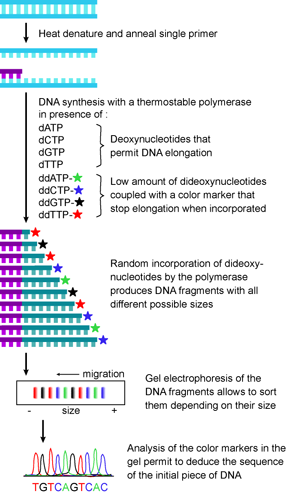 Heat denature and anneal single primer
DNA synthesis with a thermostable polymerase
in presence of :
dATP
dCTP
dGTP
dTTP
Deoxynucleotides that
permit DNA elongation
ddATP-
ddCTP-
ddGTP-
ddTTP-
Low amount of dideoxynucleotides
coupled with a color marker that
stop elongation when incorporated
Random incorporation of dideoxy-
nucleotides by the polymerase
produces DNA fragments with all
different possible sizes
migration
- size +
Gel electrophoresis of the
DNA fragments allows to sort
them depending on their size
TGTCAGTCAC
Analysis of the color markers in the
gel permit to deduce the sequence
of the initial piece of DNA